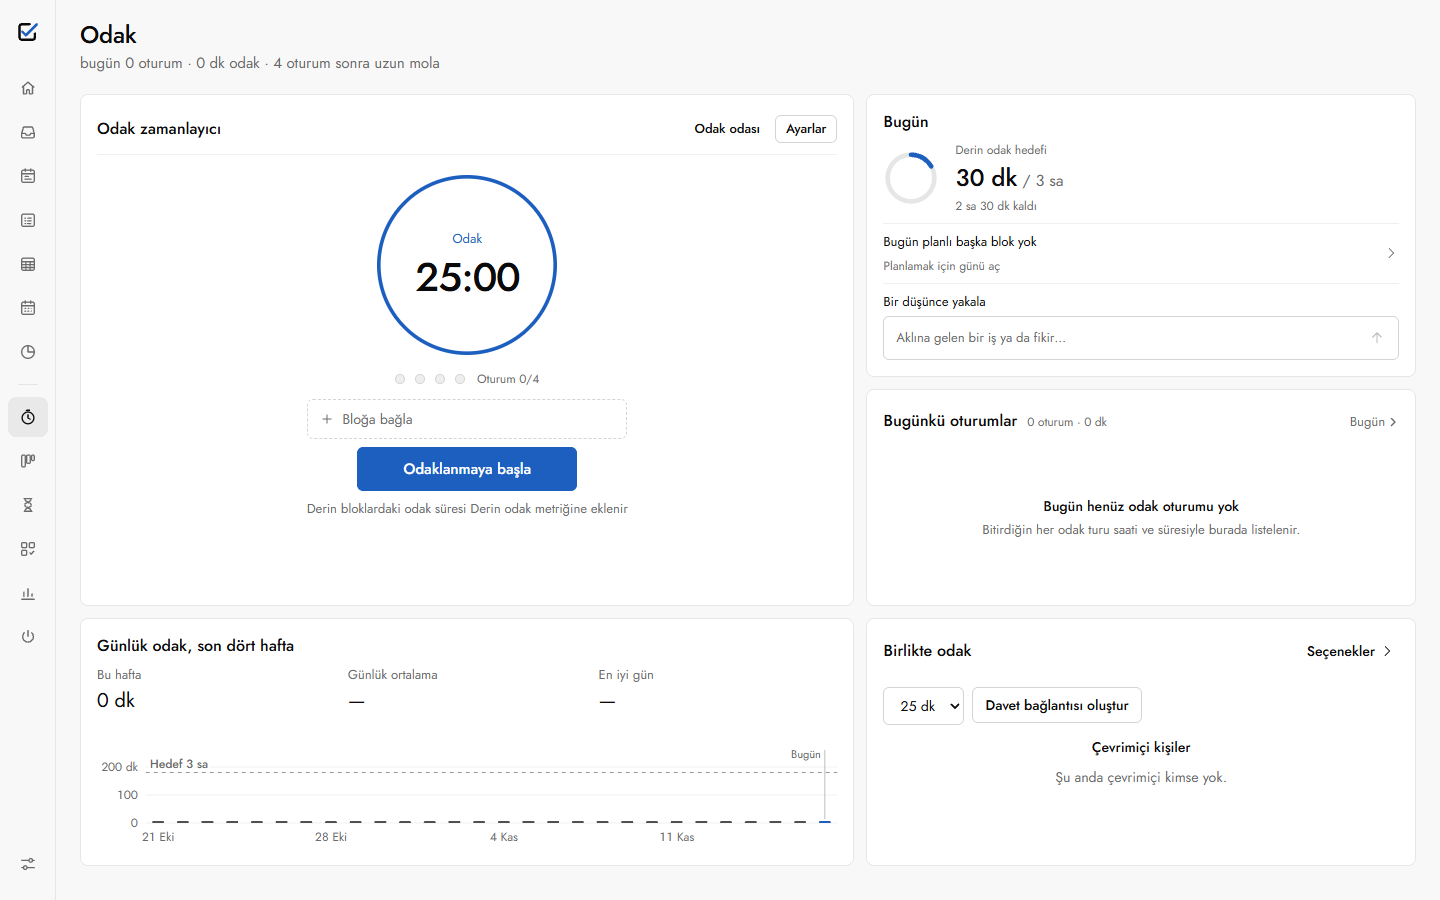 Odak
bugün 0 oturum · 0 dk odak · 4 oturum sonra uzun mola
Odak zamanlayıcı
Odak odası
Ayarlar
Odak
25:00
Oturum 0/4
+ Bloğa bağla
Odaklanmaya başla
Derin bloklardaki odak süresi Derin odak metriğine eklenir
Bugün
Derin odak hedefi
30 dk / 3 sa
2 sa 30 dk kaldı
Bugün planlı başka blok yok
Planlamak için günü aç
Bir düşünce yakala
Aklına gelen bir iş ya da fikir...
Bugünkü oturumlar 0 oturum · 0 dk
Bugün
Bugün henüz odak oturumu yok
Bitirdiğin her odak turu saati ve süresiyle burada listelenir.
Günlük odak, son dört hafta
Bu hafta
0 dk
Günlük ortalama
—
En iyi gün
—
Bugün
200 dk
Hedef 3 sa
100
0
21 Eki
28 Eki
4 Kas
11 Kas
Birlikte odak
Seçenekler
25 dk
Davet bağlantısı oluştur
Çevrimiçi kişiler
Şu anda çevrimiçi kimse yok.